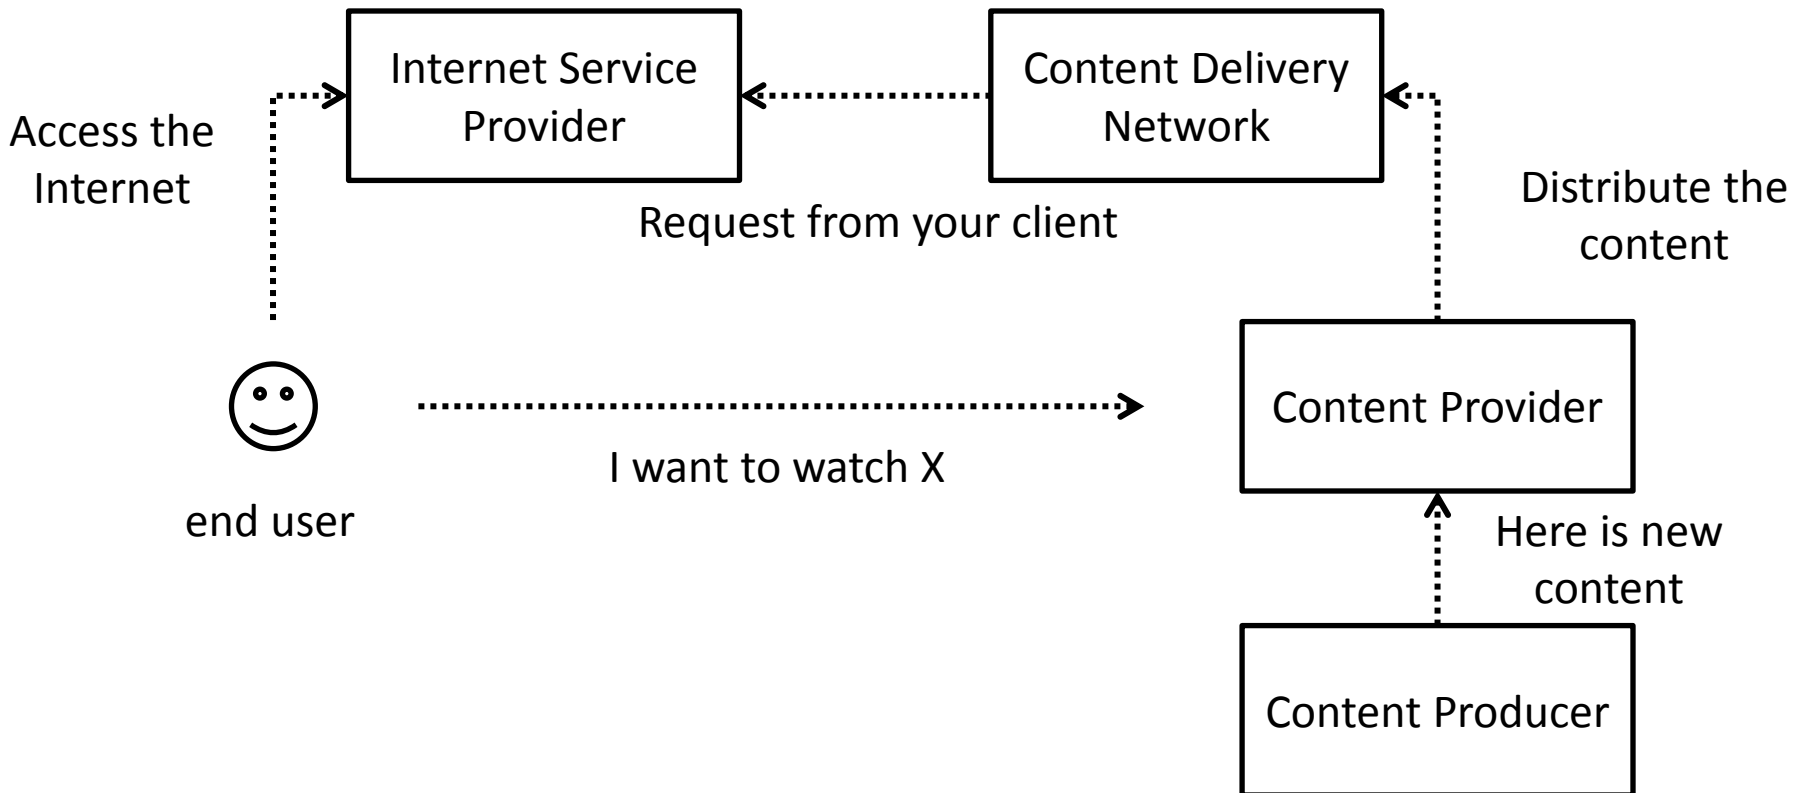 Internet Service
Provider
Content Delivery
Network
Access the
Internet
Request from your client
Distribute the
content
Content Provider
I want to watch X
end user
Here is new
content
Content Producer